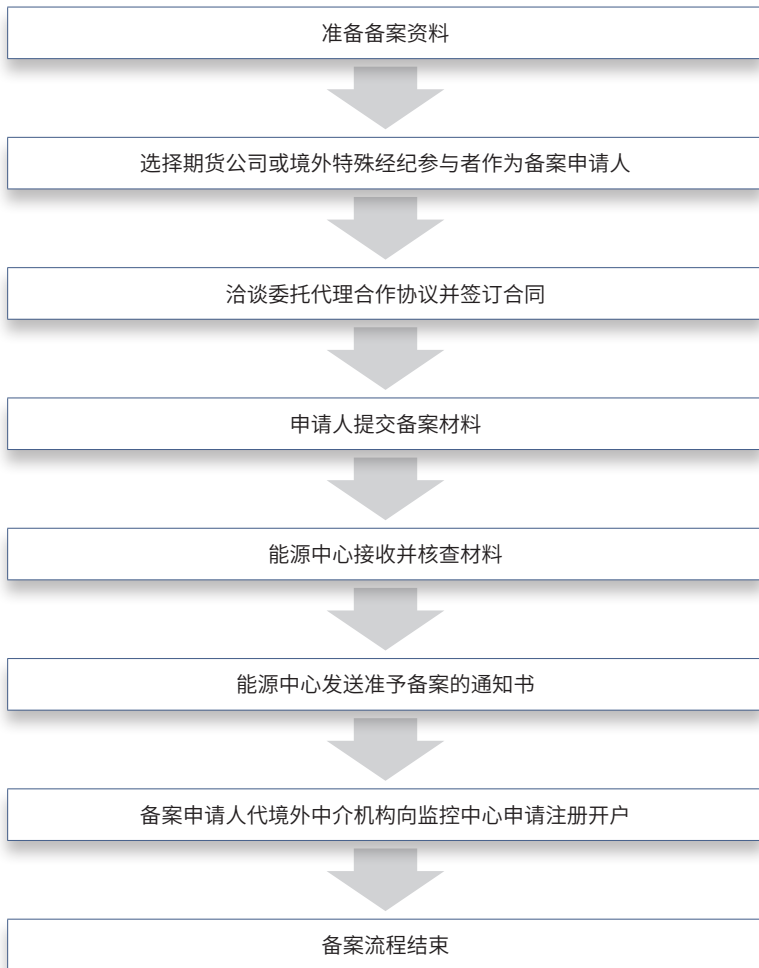 准备备案资料
选择期货公司或境外特殊经纪参与者作为备案申请人
洽谈委托代理合作协议并签订合同
申请人提交备案材料
能源中心接收并核查材料
能源中心发送准予备案的通知书
备案申请人代境外中介机构向监控中心申请注册开户
备案流程结束